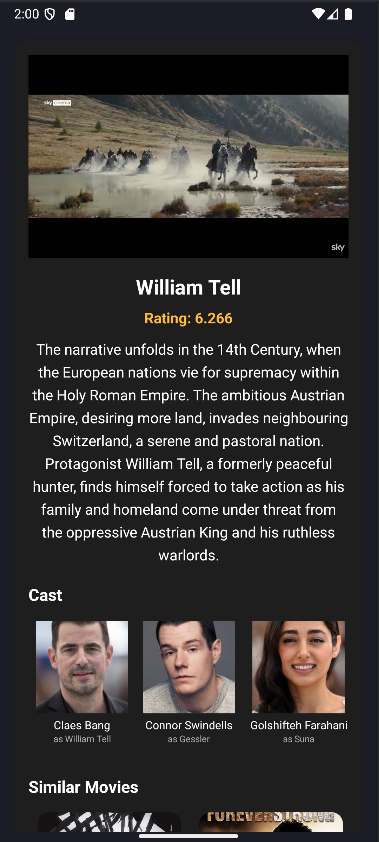 2:00
sky cinema
sky
William Tell
Rating: 6.266
The narrative unfolds in the 14th Century, when
the European nations vie for supremacy within
the Holy Roman Empire. The ambitious Austrian
Empire, desiring more land, invades neighbouring
Switzerland, a serene and pastoral nation.
Protagonist William Tell, a formerly peaceful
hunter, finds himself forced to take action as his
family and homeland come under threat from
the oppressive Austrian King and his ruthless
warlords.
Cast
Claes Bang Connor Swindells Golshifteh Farahani
as William Tell as Gessler as Suna
Similar Movies
FOREVERSTRONG